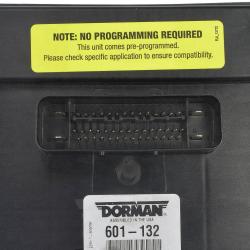 NOTE: NO PROGRAMMING REQUIRED
This unit comes pre-programmed.
Please check specific application to ensure compatibility.
DORMAN®
ASSEMBLED IN THE USA
601-132